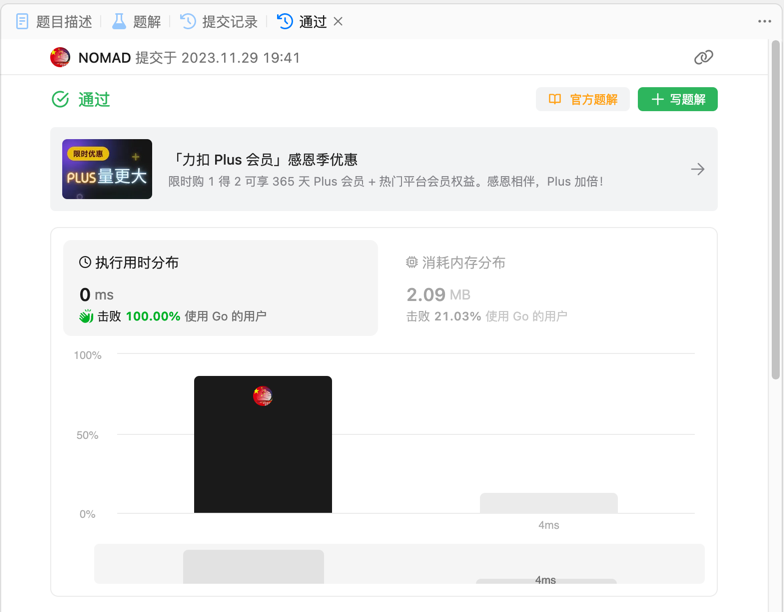 题目描述 题解 提交记录 通过
NOMAD 提交于 2023.11.29 19:41
通过 官方题解 写题解
限时优惠
PLUS量更大
「力扣 Plus 会员」感恩季优惠
限时购 1 得 2 可享 365 天 Plus 会员 + 热门平台会员权益。感恩相伴，Plus 加倍！
执行用时分布
0 ms
击败 100.00% 使用 Go 的用户
消耗内存分布
2.09 MB
击败 21.03% 使用 Go 的用户
100%
50%
0%
4ms
4ms